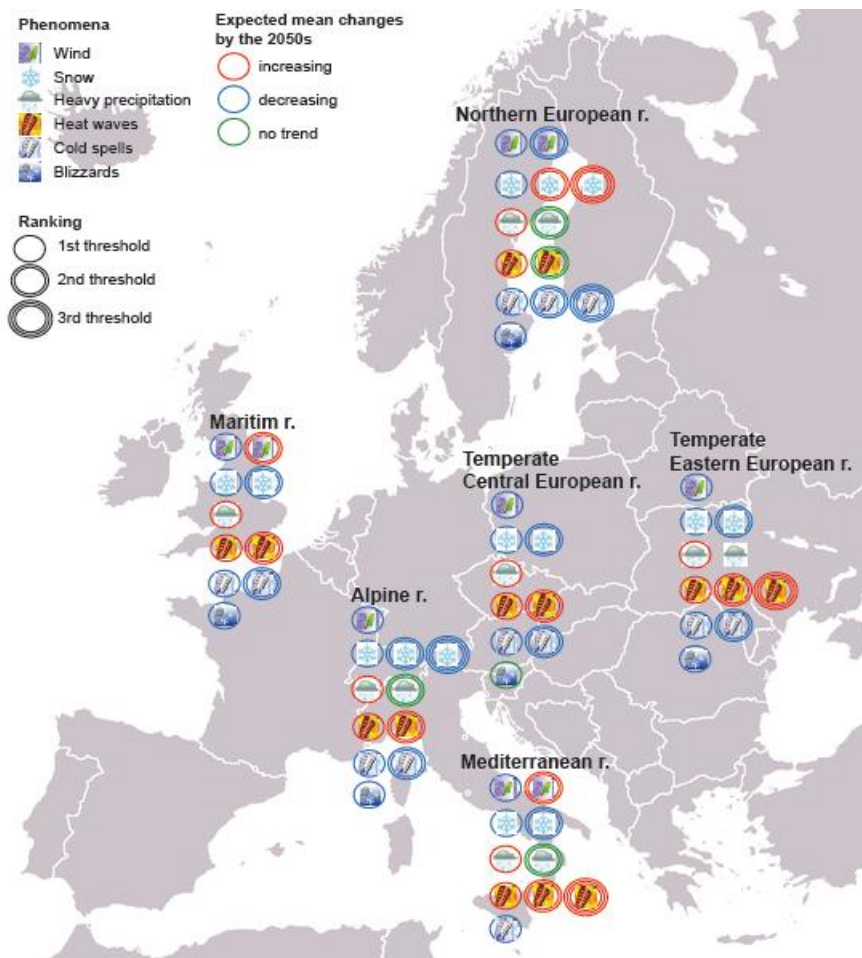 Phenomena
Wind
Snow
Heavy precipitation
Heat waves
Cold spells
Blizzards
Ranking
1st threshold
2nd threshold
3rd threshold
Expected mean changes
by the 2050s
increasing
decreasing
no trend
Northern European r.
Maritim r.
Temperate
Central European r.
Temperate
Eastern European r.
Alpine r.
Mediterranean r.